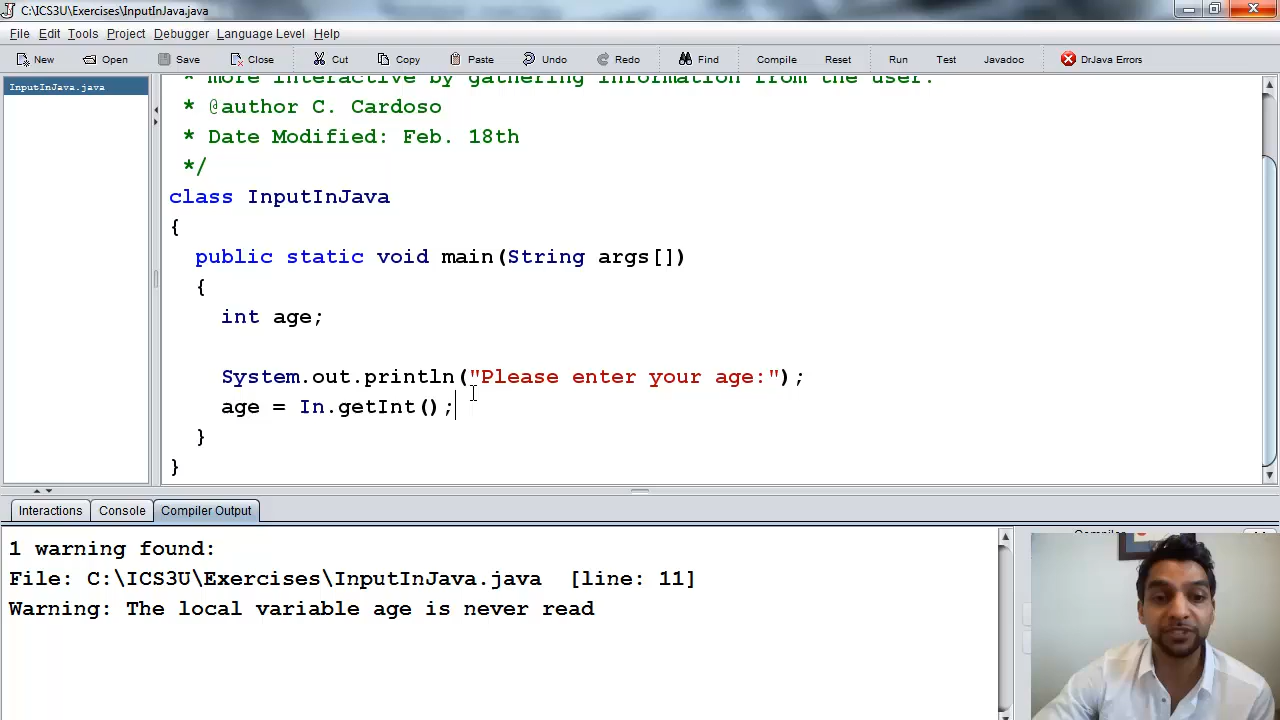 C:\ICS3U\Exercises\InputInJava.java
File Edit Tools Project Debugger Language Level Help
New Open Save Close Cut Copy Paste Undo Redo Find Compile Reset Run Test Javadoc DrJava Errors
InputInJava.java
* more interactive by gathering information from the user.
* @author C. Cardoso
* Date Modified: Feb. 18th
*/
class InputInJava
{
public static void main(String args[])
{
int age;
System.out.println("Please enter your age:");
age = In.getInt();
}
}
Interactions Console Compiler Output
1 warning found:
File: C:\ICS3U\Exercises\InputInJava.java [line: 11]
Warning: The local variable age is never read